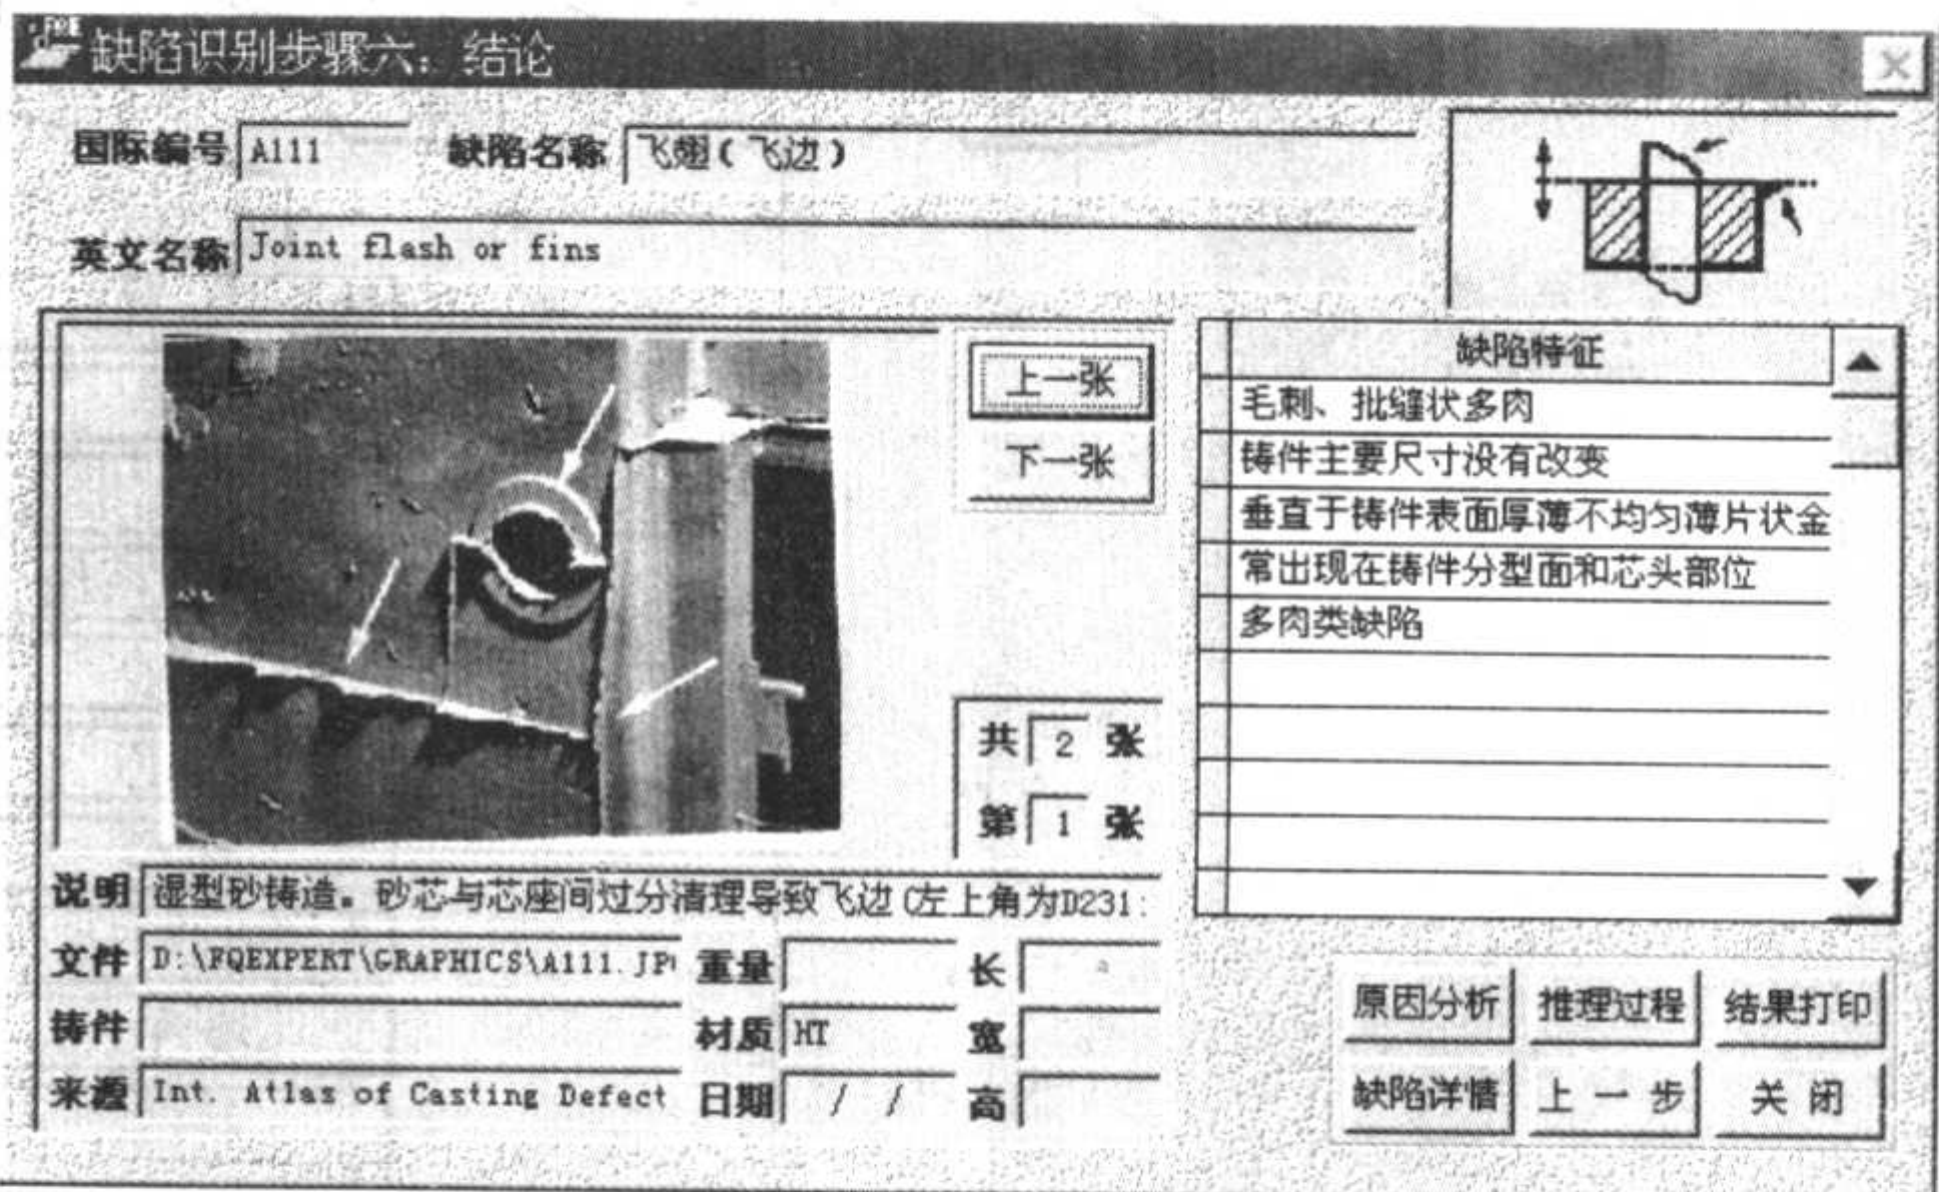 缺陷识别步骤六：结论
国际编号 A111 缺陷名称 飞翅(飞边)
英文名称 Joint flash or fins
上一张
下一张
共 2 张
第 1 张
缺陷特征
毛刺、批缝状多肉
铸件主要尺寸没有改变
垂直于铸件表面厚薄不均匀薄片状金
常出现在铸件分型面和芯头部位
多肉类缺陷
说明 湿型砂铸造。砂芯与芯座间过分清理导致飞边(左上角为D231:
文件 D:\FQEXPERT\GRAPHICS\A111.JP 重量 长
铸件 材质 HT 宽
来源 Int. Atlas of Casting Defect 日期 / / 高
原因分析 推理过程 结果打印
缺陷详情 上一步 关闭